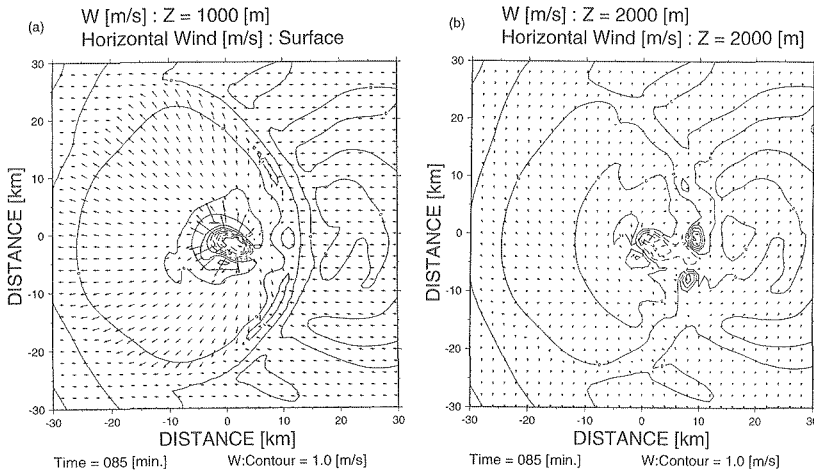 (a)
W [m/s] : Z = 1000 [m]
Horizontal Wind [m/s] : Surface
DISTANCE [km]
30
20
10
0
-10
-20
-30
-30 -20 -10 0 10 20 30
DISTANCE [km]
Time = 085 [min.] W:Contour = 1.0 [m/s]
(b)
W [m/s] : Z = 2000 [m]
Horizontal Wind [m/s] : Z = 2000 [m]
DISTANCE [km]
30
20
10
0
-10
-20
-30
-30 -20 -10 0 10 20 30
DISTANCE [km]
Time = 085 [min.] W:Contour = 1.0 [m/s]